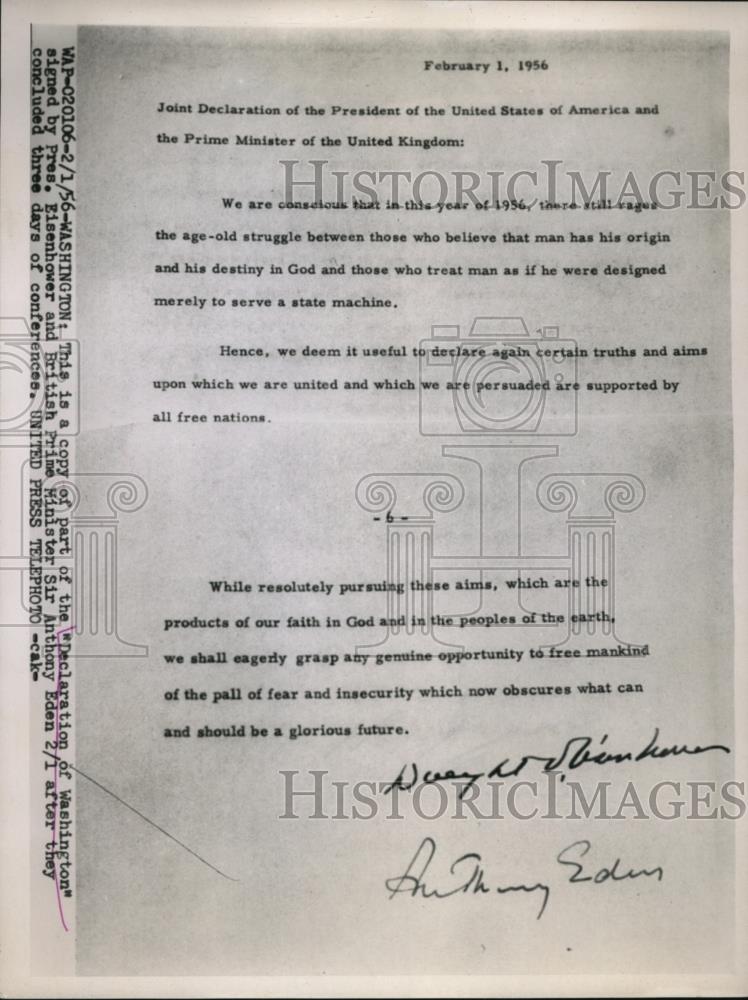 February 1, 1956
Joint Declaration of the President of the United States of America and
the Prime Minister of the United Kingdom:
We are conscious that in this year of 1956, there still rages
the age-old struggle between those who believe that man has his origin
and his destiny in God and those who treat man as if he were designed
merely to serve a state machine.
Hence, we deem it useful to declare again certain truths and aims
upon which we are united and which we are persuaded are supported by
all free nations.
- 6 -
While resolutely pursuing these aims, which are the
products of our faith in God and in the peoples of the earth,
we shall eagerly grasp any genuine opportunity to free mankind
of the pall of fear and insecurity which now obscures what can
and should be a glorious future.
Dwight D. Eisenhower
Anthony Eden
WAP-020106-2/1/56-WASHINGTON: This is a copy of part of the "Declaration of Washington"
signed by Pres. Eisenhower and British Prime Minister Sir Anthony Eden 2/1 after they
concluded three days of conferences. UNITED PRESS TELEPHOTO -cak-
HISTORIC IMAGES
HISTORIC IMAGES